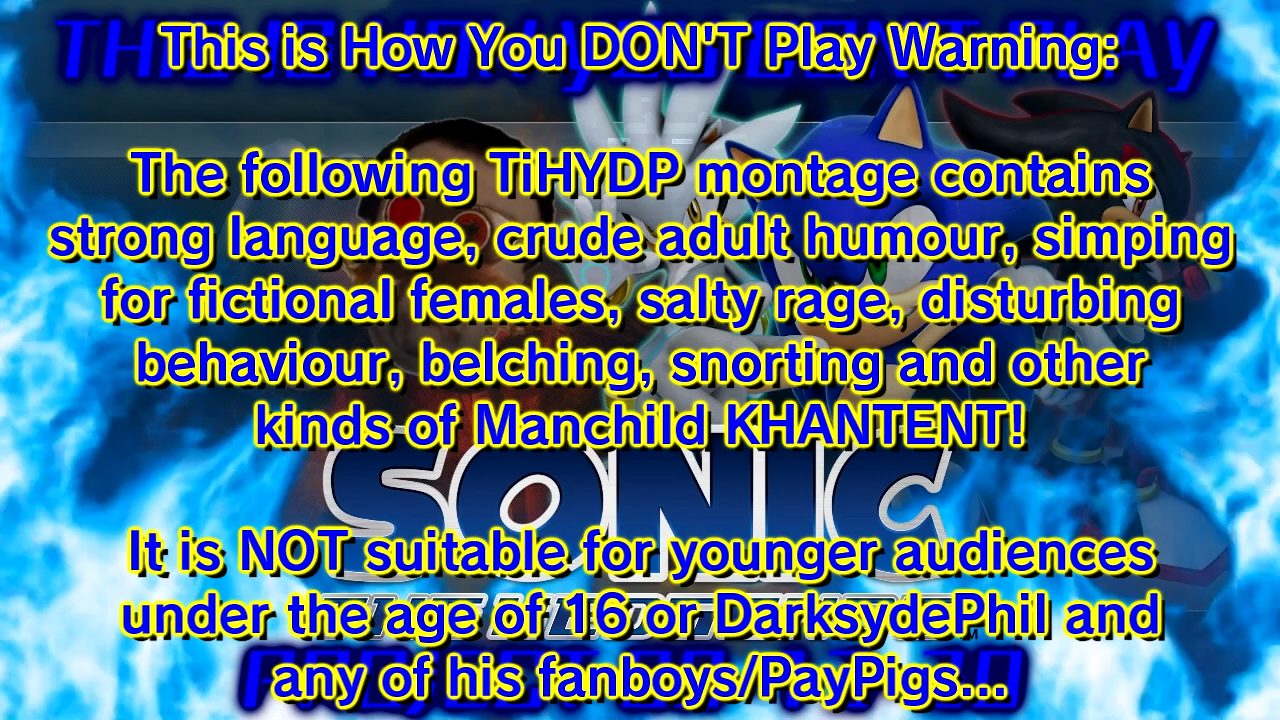 This is How You DON'T Play Warning:
The following TiHYDP montage contains
strong language, crude adult humour, simping
for fictional females, salty rage, disturbing
behaviour, belching, snorting and other
kinds of Manchild KHANTENT!
SONIC
It is NOT suitable for younger audiences
under the age of 16 or DarksydePhil and
any of his fanboys/PayPigs...